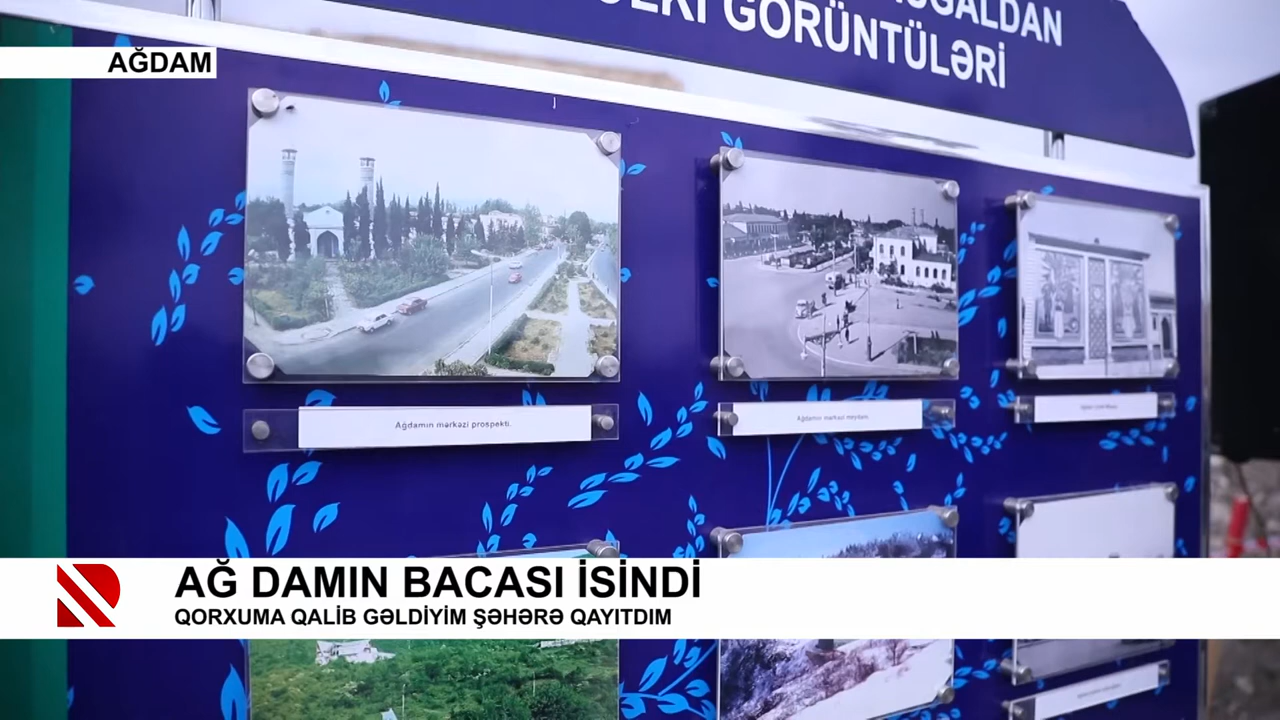 İŞĞALDAN
GÖRÜNTÜLƏRİ
AĞDAM
Ağdamın mərkəzi prospekti.
Ağdamın mərkəzi meydanı.
AĞ DAMIN BACASI İSİNDİ
QORXUMA QALİB GƏLDİYİM ŞƏHƏRƏ QAYITDIM